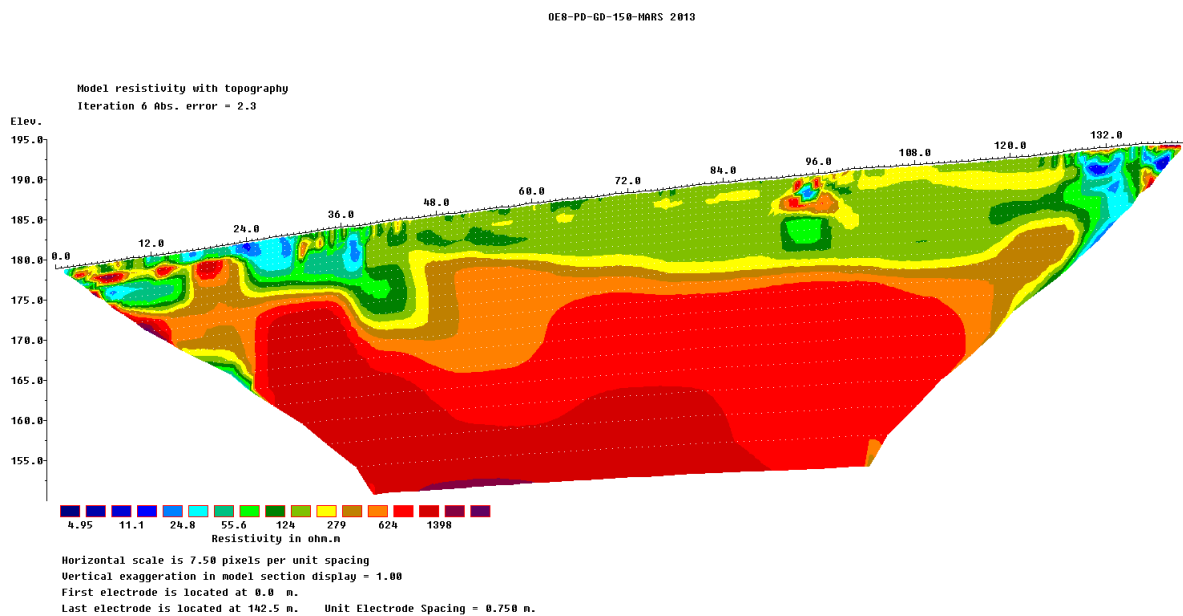 OE8-PD-GD-150-MARS 2013
Model resistivity with topography
Iteration 6 Abs. error = 2.3
Elev.
195.0
190.0
185.0
180.0
175.0
170.0
165.0
160.0
155.0
0.0 12.0 24.0 36.0 48.0 60.0 72.0 84.0 96.0 108.0 120.0 132.0
4.95 11.1 24.8 55.6 124 279 624 1398
Resistivity in ohm.m
Horizontal scale is 7.50 pixels per unit spacing
Vertical exaggeration in model section display = 1.00
First electrode is located at 0.0 m.
Last electrode is located at 142.5 m. Unit Electrode Spacing = 0.750 m.